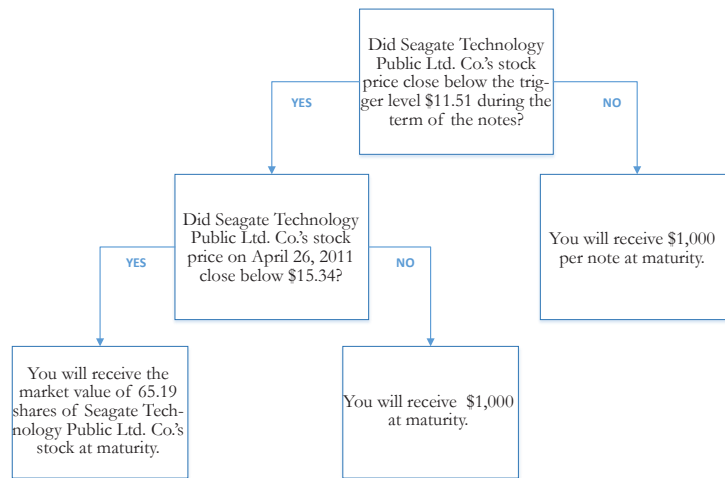 Did Seagate Technology
Public Ltd. Co.'s stock
price close below the trig-
ger level $11.51 during the
term of the notes?
YES
NO
Did Seagate Technology
Public Ltd. Co.'s stock
price on April 26, 2011
close below $15.34?
You will receive $1,000
per note at maturity.
YES
NO
You will receive the
market value of 65.19
shares of Seagate Tech-
nology Public Ltd. Co.'s
stock at maturity.
You will receive $1,000
at maturity.